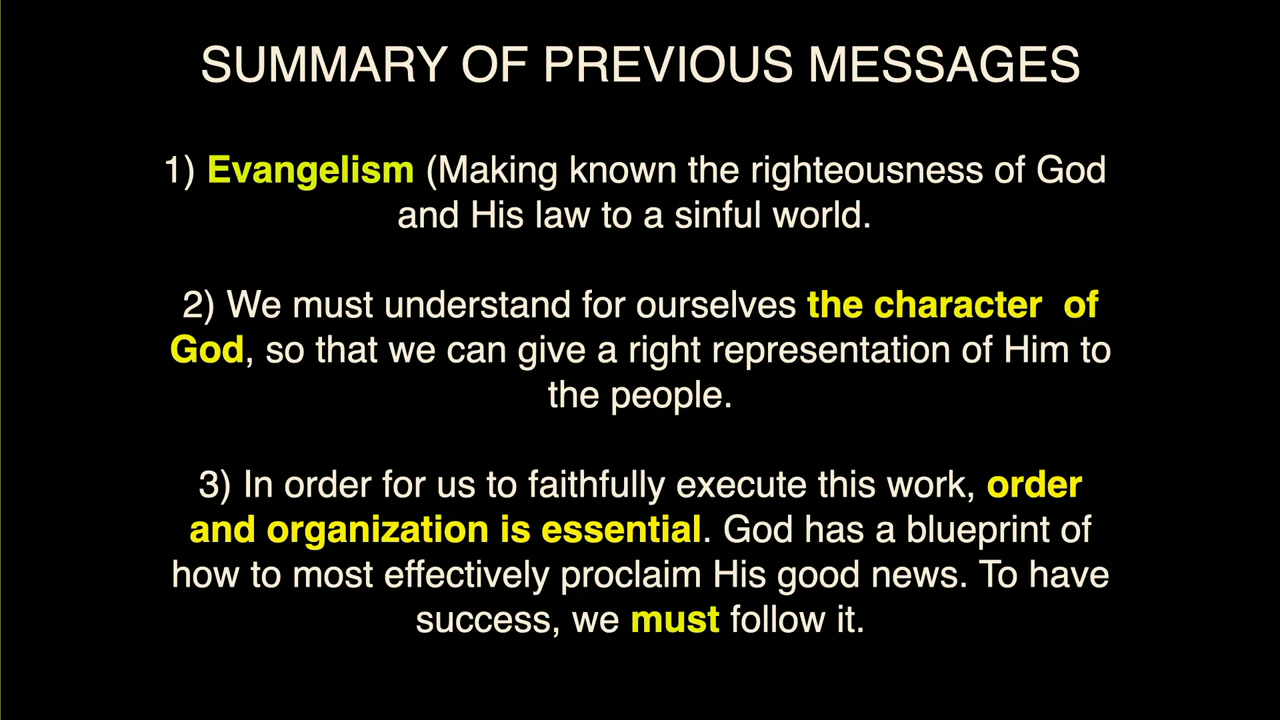 SUMMARY OF PREVIOUS MESSAGES
1) Evangelism (Making known the righteousness of God
and His law to a sinful world.
2) We must understand for ourselves the character  of
God, so that we can give a right representation of Him to
the people.
3) In order for us to faithfully execute this work, order
and organization is essential. God has a blueprint of
how to most effectively proclaim His good news. To have
success, we must follow it.